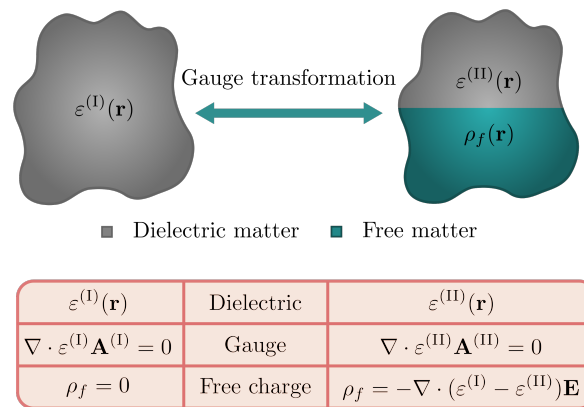 Gauge transformation
ε^(I)(r)
ε^(II)(r)
ρ_f(r)
Dielectric matter
Free matter
ε^(I)(r) Dielectric ε^(II)(r)
∇ · ε^(I)A^(I) = 0 Gauge ∇ · ε^(II)A^(II) = 0
ρ_f = 0 Free charge ρ_f = −∇ · (ε^(I) − ε^(II))E